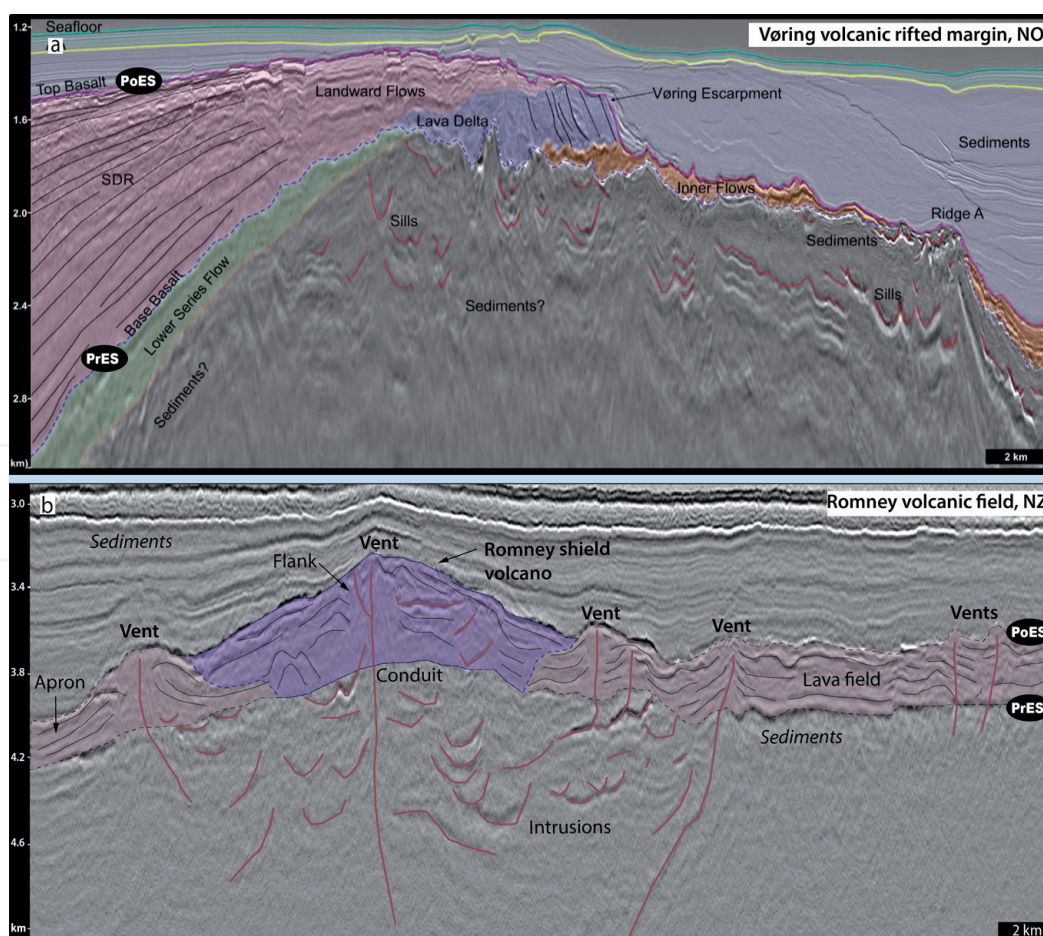 1.2
Seafloor
a
Vøring volcanic rifted margin, NO
Top Basalt
PoES
Landward Flows
Vøring Escarpment
1.6
Lava Delta
Sediments
SDR
Inner Flows
2.0
Sills
Ridge A
Sediments
Base Basalt
Lower Series Flow
2.4
Sediments?
Sills
PrES
Sediments?
2.8
km)
2 km
b
3.0
Romney volcanic field, NZ
Sediments
Vent
Romney shield
volcano
Flank
3.4
Vent
Vent
Vent
Vents
PoES
3.8
Conduit
Apron
Lava field
PrES
Sediments
4.2
Intrusions
4.6
km
2 km